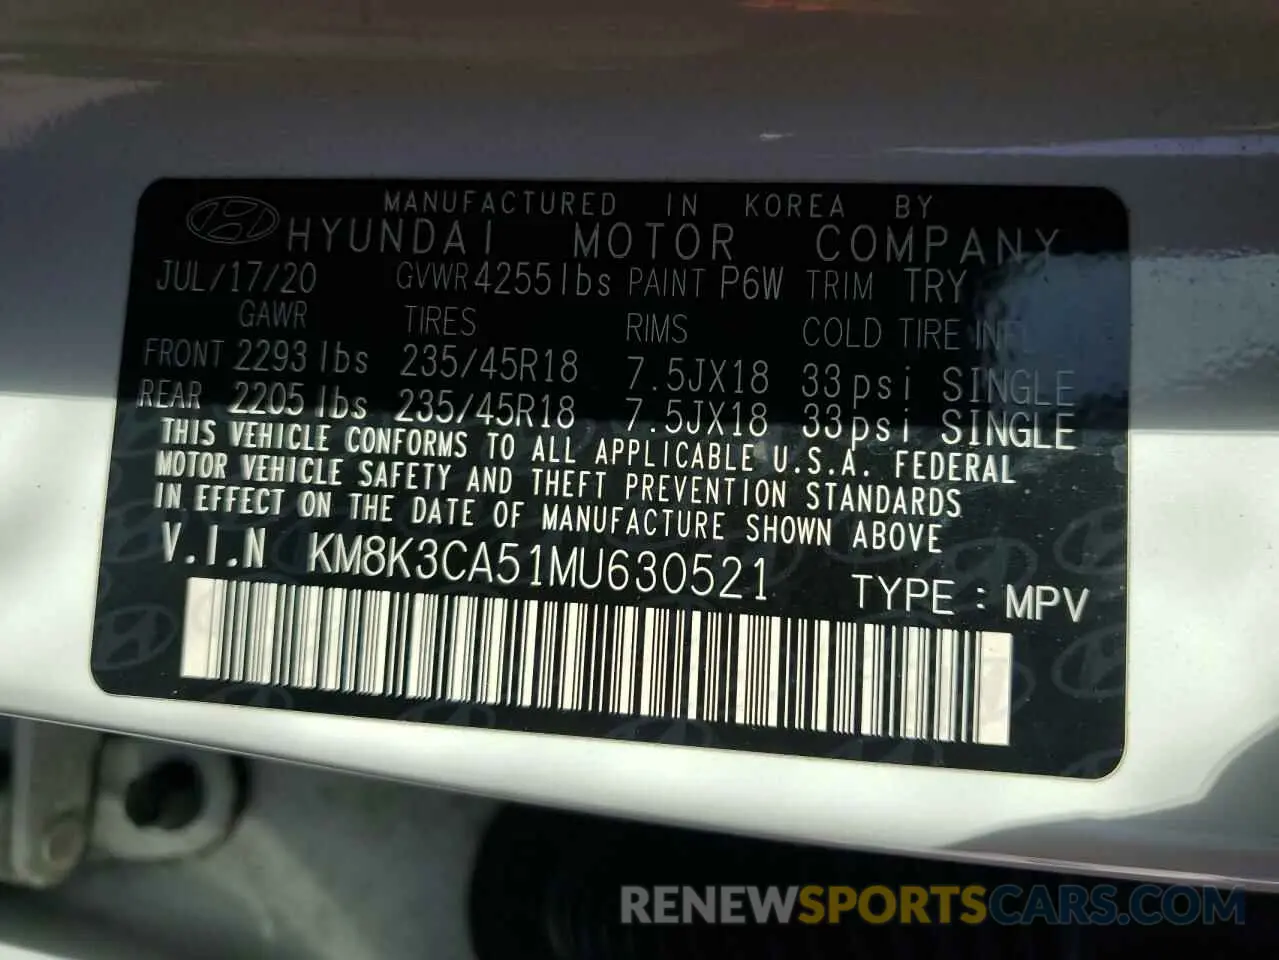 MANUFACTURED IN KOREA BY
HYUNDAI MOTOR COMPANY
JUL/17/20 GVWR 4255lbs PAINT P6W TRIM TRY
GAWR TIRES RIMS COLD TIRE INF
FRONT 2293lbs 235/45R18 7.5JX18 33psi SINGLE
REAR 2205lbs 235/45R18 7.5JX18 33psi SINGLE
THIS VEHICLE CONFORMS TO ALL APPLICABLE U.S.A. FEDERAL
MOTOR VEHICLE SAFETY AND THEFT PREVENTION STANDARDS
IN EFFECT ON THE DATE OF MANUFACTURE SHOWN ABOVE
V.I.N KM8K3CA51MU630521 TYPE : MPV
RENEWSPORTSCARS.COM